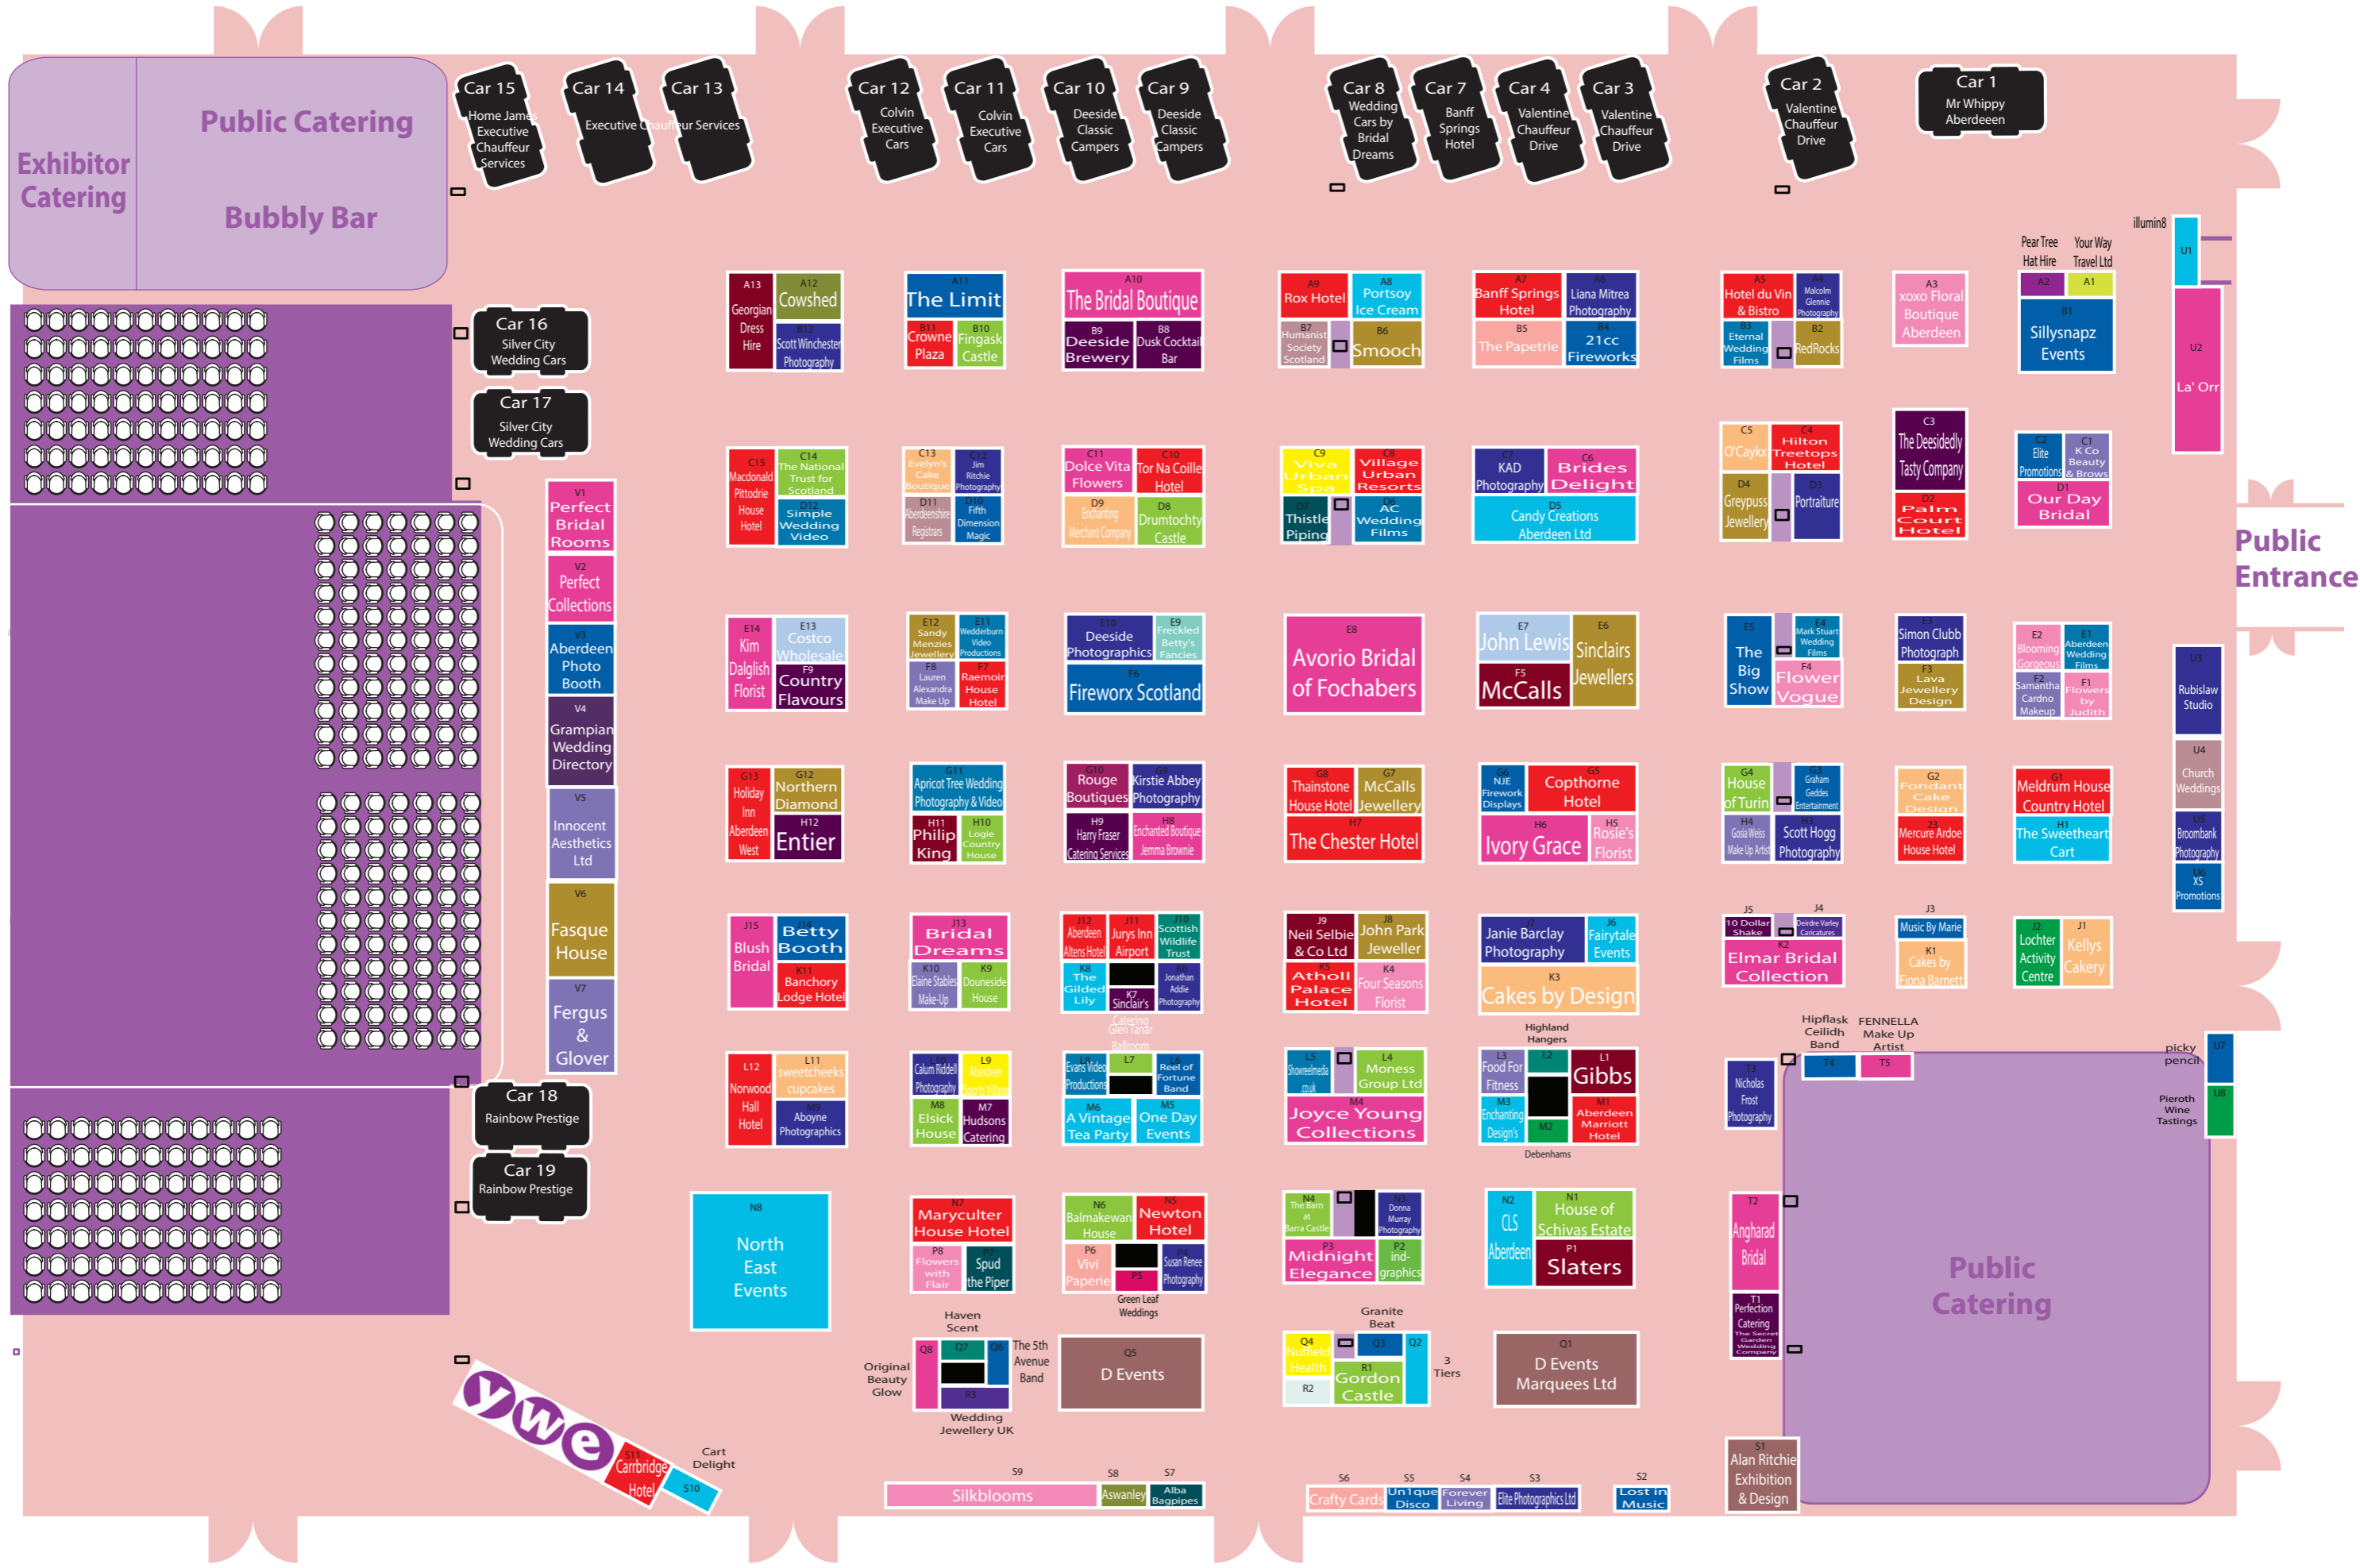 Car 15
Home James
Executive
Chauffeur
Services
Car 14
Car 13
Executive Chauffeur Services
Car 12
Colvin
Executive
Cars
Car 11
Colvin
Executive
Cars
Car 10
Deeside
Classic
Campers
Car 9
Deeside
Classic
Campers
Car 8
Wedding
Cars by
Bridal
Dreams
Car 7
Banff
Springs
Hotel
Car 4
Valentine
Chauffeur
Drive
Car 3
Valentine
Chauffeur
Drive
Car 2
Valentine
Chauffeur
Drive
Car 1
Mr Whippy
Aberdeeen
Exhibitor
Catering
Public Catering
Bubbly Bar
illumin8
U1
U2
La' Orr
Pear Tree
Hat Hire
Your Way
Travel Ltd
A2
A1
B1
Sillysnapz
Events
A13
Georgian
Dress
Hire
A12
Cowshed
B12
Scott Winchester
Photography
A11
The Limit
B11
Crowne
Plaza
B10
Fingask
Castle
A10
The Bridal Boutique
B9
Deeside
Brewery
B8
Dusk Cocktail
Bar
A9
Rox Hotel
A8
Portsoy
Ice Cream
B7
Humanist
Society
Scotland
B6
Smooch
A7
Banff Springs
Hotel
A6
Liana Mitrea
Photography
B5
The Papetrie
B4
21cc
Fireworks
A5
Hotel du Vin
& Bistro
A4
Malcolm
Glennie
Photography
B3
Eternal
Wedding
Films
B2
RedRocks
A3
xoxo Floral
Boutique
Aberdeen
Car 16
Silver City
Wedding Cars
Car 17
Silver City
Wedding Cars
C15
Macdonald
Pittodrie
House
Hotel
C14
The National
Trust for
Scotland
D12
Simple
Wedding
Video
C13
Evelyn's
Cake
Boutique
C12
Jim
Ritchie
Photography
D11
Aberdeenshire
Registrars
D10
Fifth
Dimension
Magic
C11
Dolce Vita
Flowers
C10
Tor Na Coille
Hotel
D9
Enchanting
Merchant Company
D8
Drumtochty
Castle
C9
Viva
Urban
Spa
C8
Village
Urban
Resorts
D7
Thistle
Piping
D6
AC
Wedding
Films
C7
KAD
Photography
C6
Brides
Delight
D5
Candy Creations
Aberdeen Ltd
C5
O'Caykx
C4
Hilton
Treetops
Hotel
D4
Greypuss
Jewellery
D3
Portraiture
C3
The Deesidedly
Tasty Company
D2
Palm
Court
Hotel
C2
Elite
Promotions
C1
K Co
Beauty
& Brows
D1
Our Day
Bridal
Public
Entrance
V1
Perfect
Bridal
Rooms
V2
Perfect
Collections
V3
Aberdeen
Photo
Booth
V4
Grampian
Wedding
Directory
V5
Innocent
Aesthetics
Ltd
V6
Fasque
House
V7
Fergus
&
Glover
E14
Kim
Dalglish
Florist
E13
Costco
Wholesale
F9
Country
Flavours
E12
Sandy
Menzies
Jewellery
E11
Wedderburn
Video
Productions
F8
Lauren
Alexandra
Make Up
F7
Raemoir
House
Hotel
E10
Deeside
Photographics
E9
Freckled
Betty's
Fancies
F6
Fireworx Scotland
E8
Avorio Bridal
of Fochabers
E7
John Lewis
E6
Sinclairs
Jewellers
F5
McCalls
E5
The
Big
Show
E4
Mark Stuart
Wedding
Films
F4
Flower
Vogue
E3
Simon Clubb
Photograph
F3
Lava
Jewellery
Design
E2
Blooming
Gorgeous
E1
Aberdeen
Wedding
Films
F2
Samantha
Cardno
Makeup
F1
Flowers
by
Judith
U3
Rubislaw
Studio
U4
Church
Weddings
U5
Broombank
Photography
U6
XS
Promotions
G13
Holiday
Inn
Aberdeen
West
G12
Northern
Diamond
H12
Entier
G11
Apricot Tree Wedding
Photography & Video
H11
Philip
King
H10
Logie
Country
House
G10
Rouge
Boutiques
G9
Kirstie Abbey
Photography
H9
Harry Fraser
Catering Services
H8
Enchanted Boutique
Jemma Brownie
G8
Thainstone
House Hotel
G7
McCalls
Jewellery
H7
The Chester Hotel
G6
NJE
Firework
Displays
G5
Copthorne
Hotel
H6
Ivory Grace
H5
Rosie's
Florist
G4
House
of Turin
G3
Graham
Geddes
Entertainment
H4
Gosia Weiss
Make Up Artist
H3
Scott Hogg
Photography
G2
Fondant
Cake
Design
23
Mercure Ardoe
House Hotel
G1
Meldrum House
Country Hotel
H1
The Sweetheart
Cart
J15
Blush
Bridal
J14
Betty
Booth
K11
Banchory
Lodge Hotel
J13
Bridal
Dreams
K10
Elaine Stables
Make-Up
K9
Douneside
House
J12
Aberdeen
Altens Hotel
J11
Jurys Inn
Airport
J10
Scottish
Wildlife
Trust
K8
The
Gilded
Lily
K7
Sinclair's
Catering
K6
Jonathan
Addie
Photography
J9
Neil Selbie
& Co Ltd
J8
John Park
Jeweller
K5
Atholl
Palace
Hotel
K4
Four Seasons
Florist
J7
Janie Barclay
Photography
J6
Fairytale
Events
K3
Cakes by Design
J5
10 Dollar
Shake
J4
Deirdre Varley
Caricatures
K2
Elmar Bridal
Collection
J3
Music By Marie
K1
Cakes by
Fiona Barnett
J2
Lochter
Activity
Centre
J1
Kellys
Cakery
Car 18
Rainbow Prestige
Car 19
Rainbow Prestige
L12
Norwood
Hall
Hotel
L11
sweetcheeks
cupcakes
M9
Aboyne
Photographics
L10
Calum Riddell
Photography
L9
Aberdeen
Sports Village
M8
Elsick
House
M7
Hudsons
Catering
Glen Tanar
Ballroom
L8
Evans Video
Productions
L7
L6
Reel of
Fortune
Band
M6
A Vintage
Tea Party
M5
One Day
Events
L5
Showreelmedia
.co.uk
L4
Moness
Group Ltd
M4
Joyce Young
Collections
Highland
Hangers
L3
Food For
Fitness
L2
L1
Gibbs
M3
Enchanting
Design's
M2
M1
Aberdeen
Marriott
Hotel
Debenhams
T3
Nicholas
Frost
Photography
Hipflask
Ceilidh
Band
T4
FENNELLA
Make Up
Artist
T5
picky
pencil
U7
Pieroth
Wine
Tastings
U8
N8
North
East
Events
N7
Maryculter
House Hotel
P8
Flowers
with
Flair
P7
Spud
the Piper
N6
Balmakewan
House
N5
Newton
Hotel
P6
Vivi
Paperie
P5
P4
Susan Renee
Photography
Green Leaf
Weddings
N4
The Barn
at
Barra Castle
N3
Donna
Murray
Photography
P3
Midnight
Elegance
P2
ind-
graphics
N2
CLS
Aberdeen
N1
House of
Schivas Estate
P1
Slaters
T2
Angharad
Bridal
T1
Perfection
Catering
The Secret
Garden
Wedding
Company
Public
Catering
Haven
Scent
Original
Beauty
Glow
Q8
Q7
Q6
R3
The 5th
Avenue
Band
Wedding
Jewellery UK
Q5
D Events
Granite
Beat
Q4
Nuffield
Health
Q3
Q2
R2
R1
Gordon
Castle
3
Tiers
Q1
D Events
Marquees Ltd
ywe
S11
Carrbridge
Hotel
Cart
Delight
S10
S9
Silkblooms
S8
Aswanley
S7
Alba
Bagpipes
S6
Crafty Cards
S5
Un1que
Disco
S4
Forever
Living
S3
Elite Photographics Ltd
S2
Lost in
Music
S1
Alan Ritchie
Exhibition
& Design